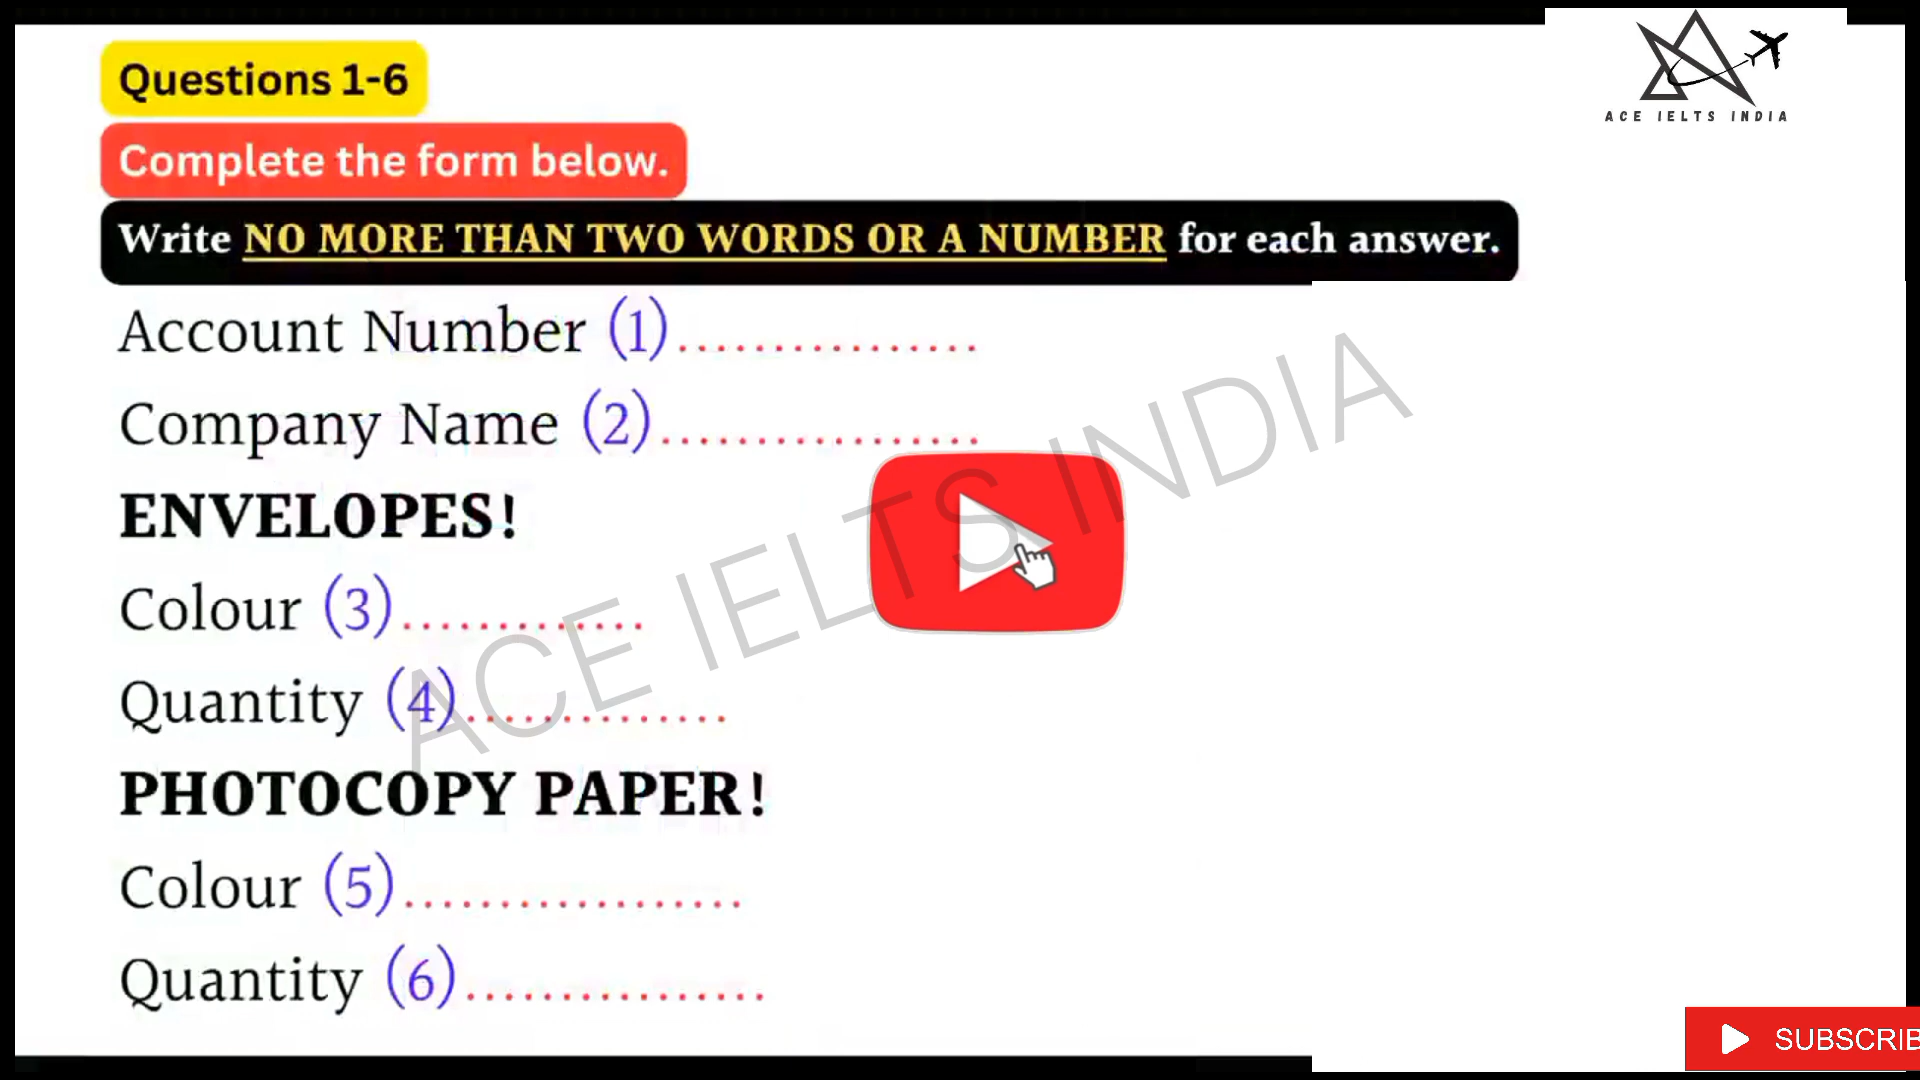 Questions 1-6
ACE IELTS INDIA
Complete the form below.
Write NO MORE THAN TWO WORDS OR A NUMBER for each answer.
Account Number (1)................
Company Name (2).................
ENVELOPES!
Colour (3).............
Quantity (4)..............
PHOTOCOPY PAPER!
Colour (5)..................
Quantity (6)................
ACE IELTS INDIA
SUBSCRIB